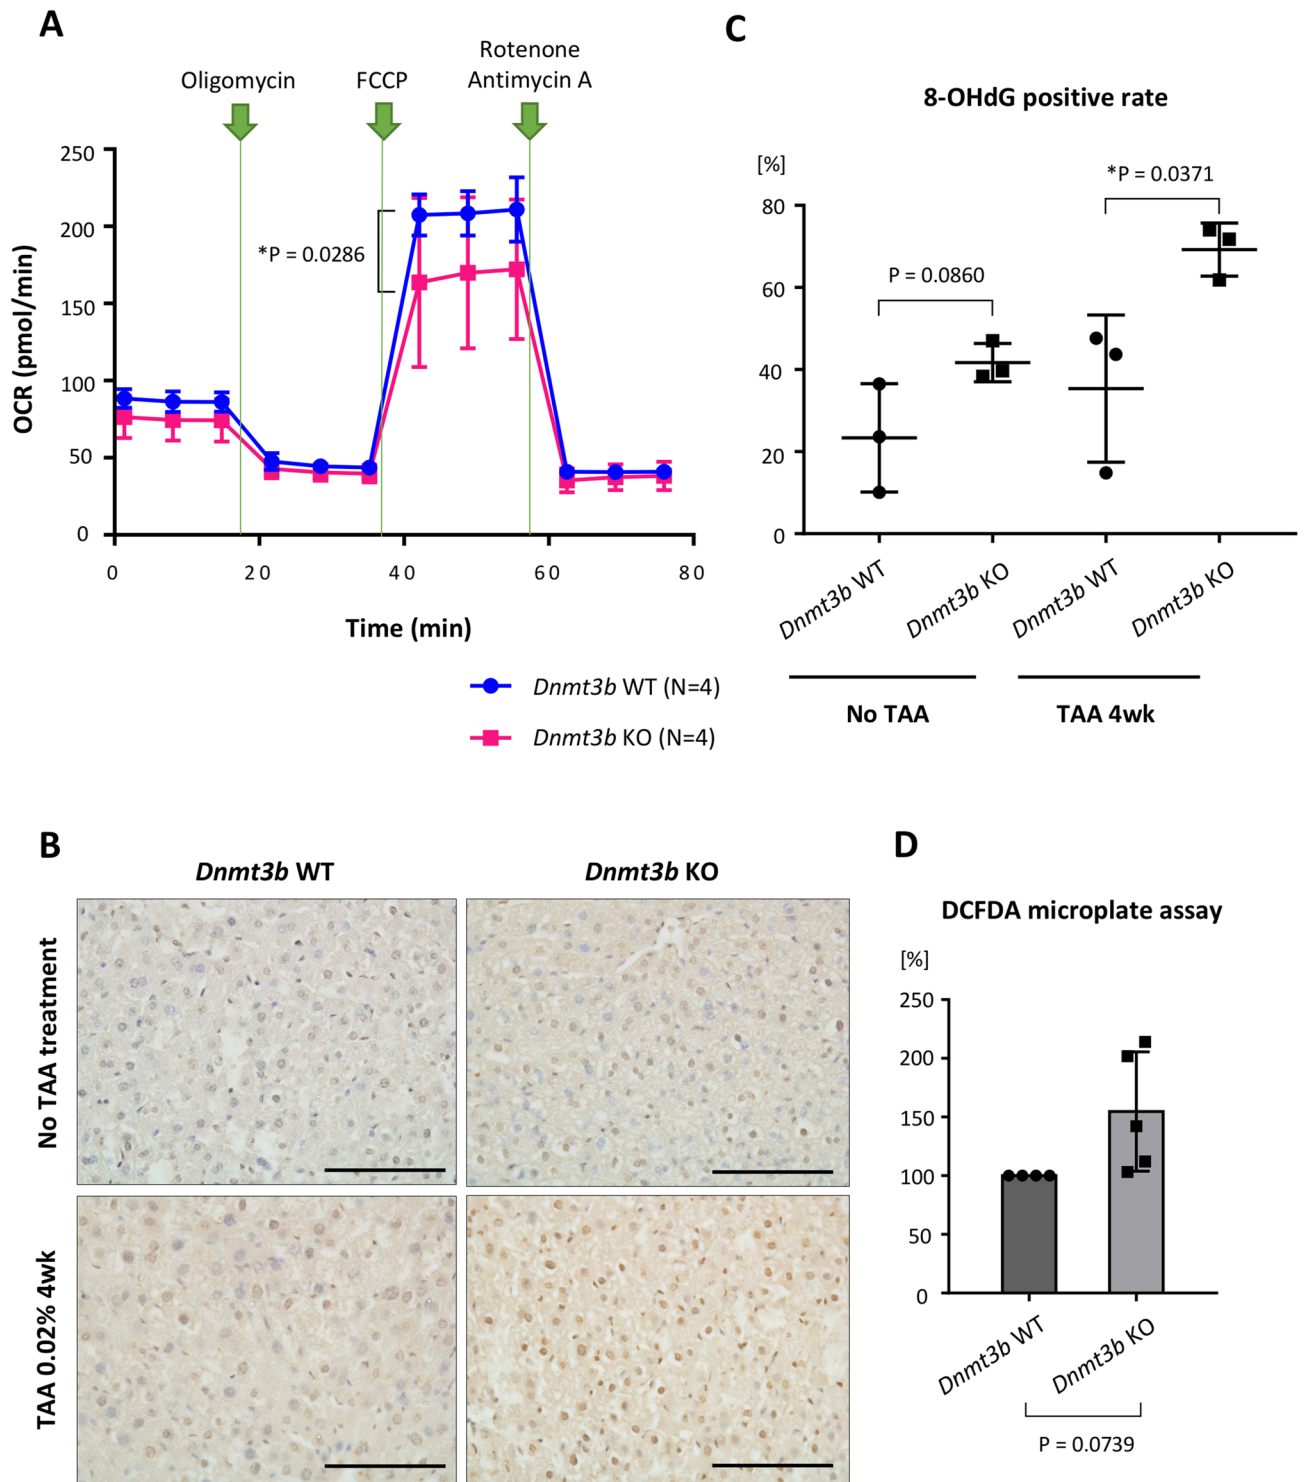 A
Oligomycin
FCCP
Rotenone
Antimycin A
OCR (pmol/min)
250
200
150
100
50
0
*P = 0.0286
0 20 40 60 80
Time (min)
Dnmt3b WT (N=4)
Dnmt3b KO (N=4)
C
8-OHdG positive rate
[%]
80
60
40
20
0
P = 0.0860
*P = 0.0371
Dnmt3b WT
Dnmt3b KO
Dnmt3b WT
Dnmt3b KO
No TAA
TAA 4wk
B
Dnmt3b WT
Dnmt3b KO
No TAA treatment
TAA 0.02% 4wk
D
DCFDA microplate assay
[%]
250
200
150
100
50
0
Dnmt3b WT
Dnmt3b KO
P = 0.0739